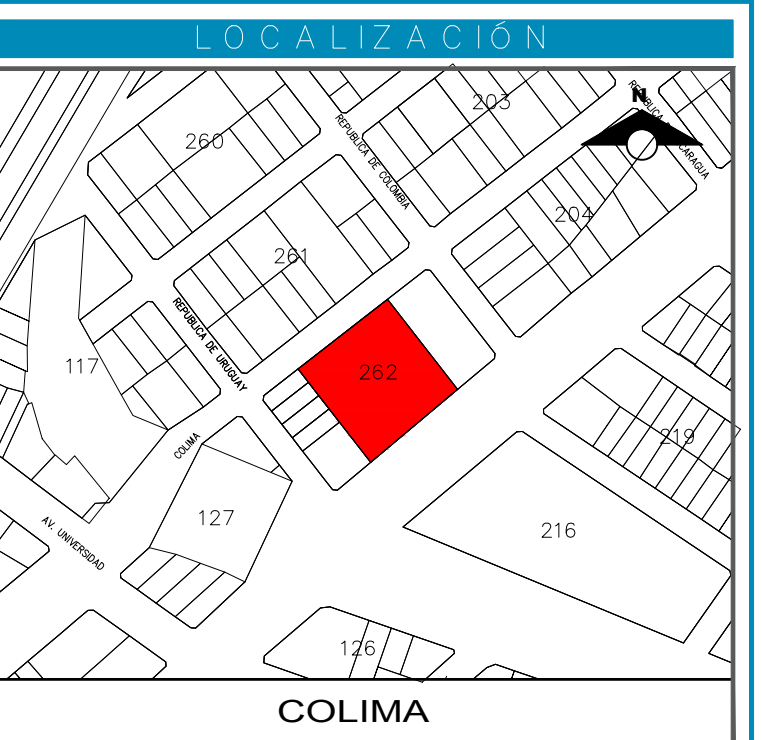 LOCALIZACIÓN
203
N
260
REPUBLICA DE COLOMBIA
204
261
REPUBLICA DE URUGUAY
117
262
COLIMA
219
127
216
AV. UNIVERSIDAD
126
COLIMA